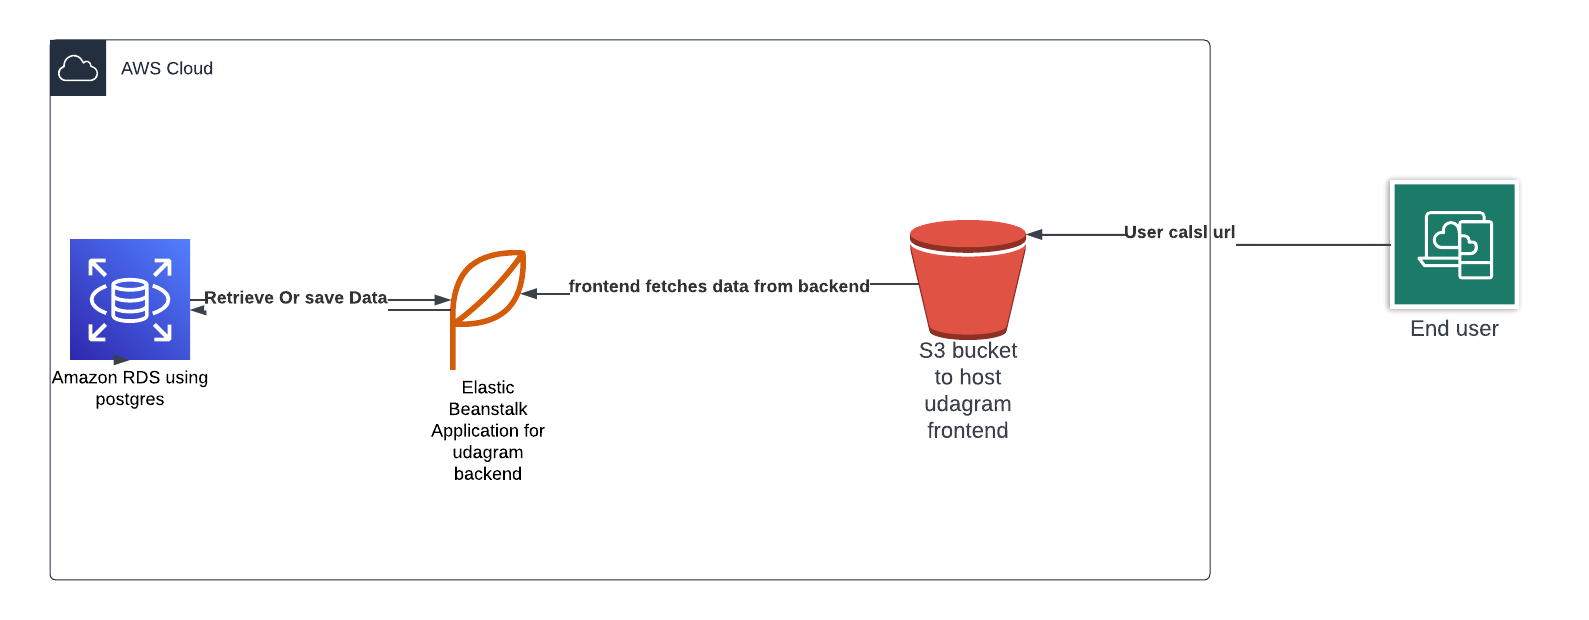 AWS Cloud
User calsl url
Retrieve Or save Data
frontend fetches data from backend
End user
S3 bucket
to host
udagram
frontend
Amazon RDS using
postgres
Elastic
Beanstalk
Application for
udagram
backend